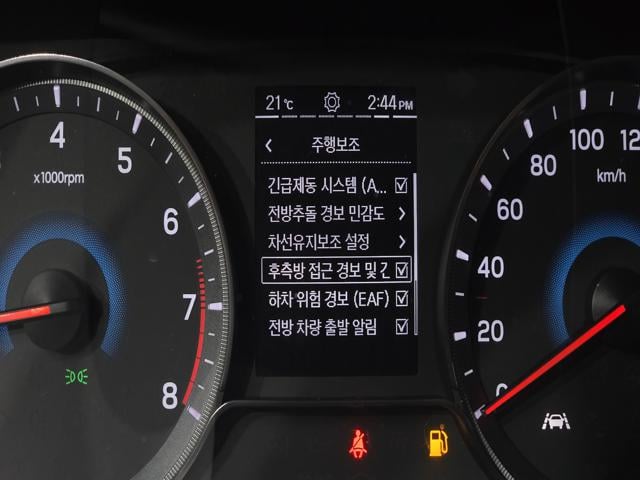 21℃ 2:44PM
주행보조
긴급제동 시스템 (A...
전방추돌 경보 민감도
차선유지보조 설정
후측방 접근 경보 및
하차 위험 경보 (EAF)
전방 차량 출발 알림
4
5
6
7
8
x1000rpm
100
80
60
40
20
0
km/h